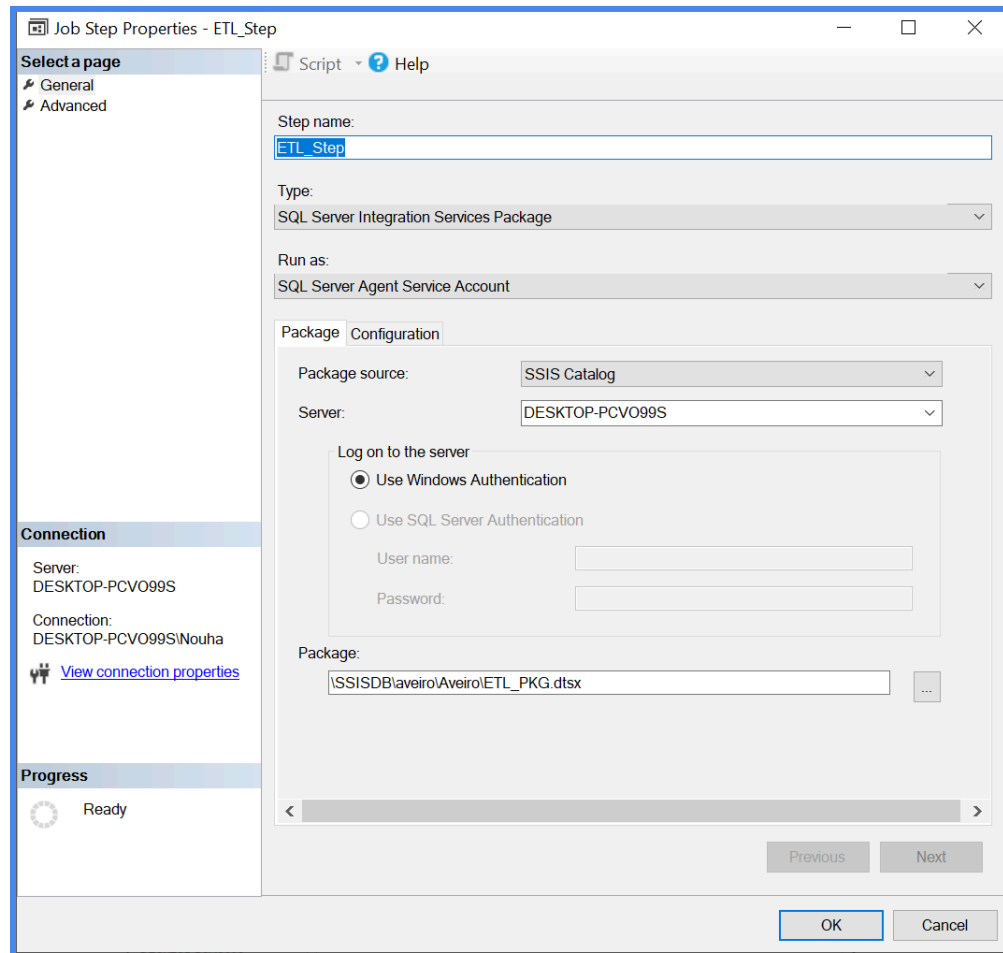 Job Step Properties - ETL_Step
Select a page
General
Advanced
Script
Help
Step name:
ETL_Step
Type:
SQL Server Integration Services Package
Run as:
SQL Server Agent Service Account
Package
Configuration
Package source:
SSIS Catalog
Server:
DESKTOP-PCVO99S
Log on to the server
Use Windows Authentication
Use SQL Server Authentication
User name:
Password:
Package:
\SSISDB\aveiro\Aveiro\ETL_PKG.dtsx
...
Connection
Server:
DESKTOP-PCVO99S
Connection:
DESKTOP-PCVO99S\Nouha
View connection properties
Progress
Ready
Previous
Next
OK
Cancel